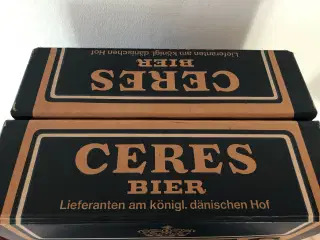 Lieferanten am königl. dänischen Hof
BIER
CERES
CERES
BIER
Lieferanten am königl. dänischen Hof